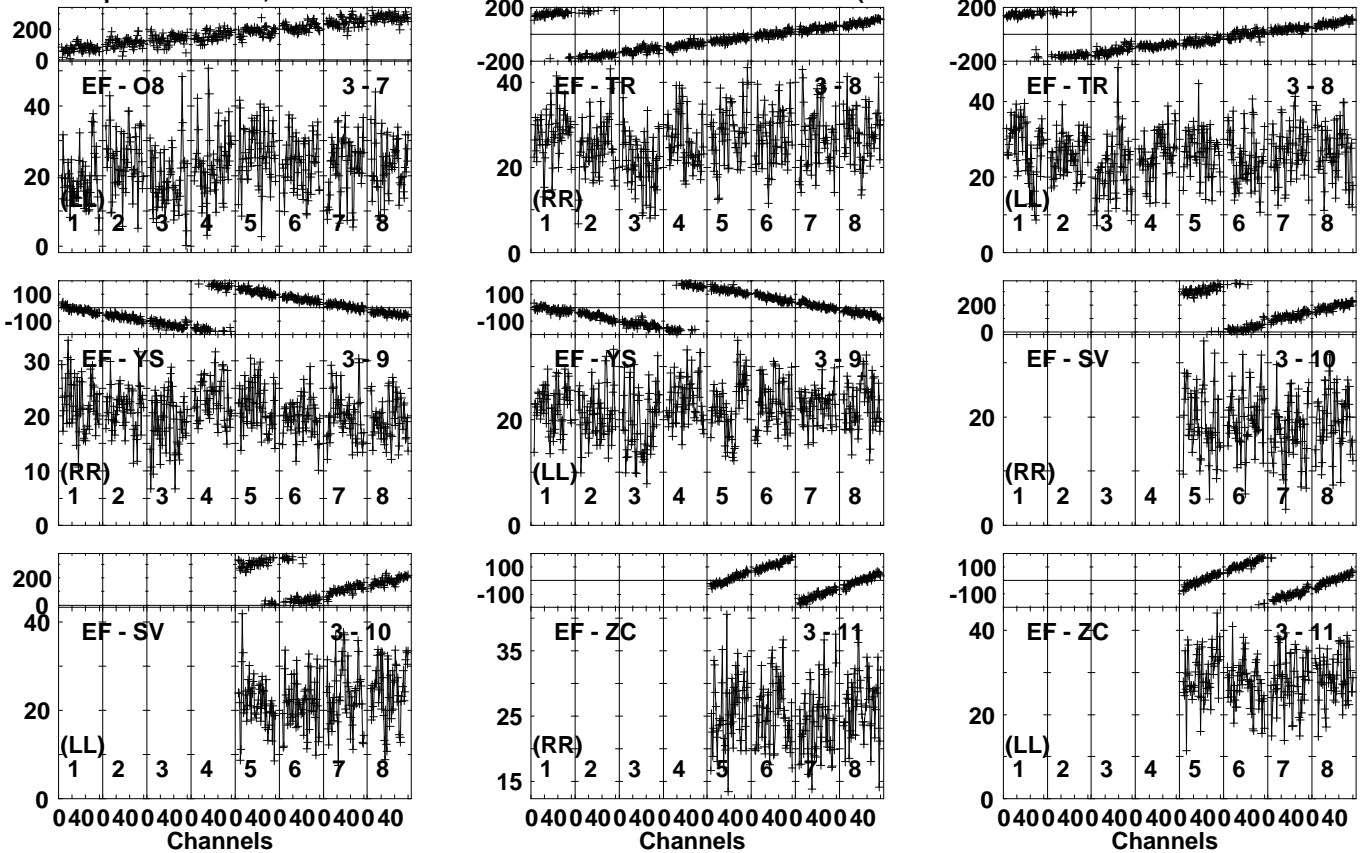 200 0 EF - O8 3 - 7 40 20 0 (LL) 1 2 3 4 5 6 7 8
200 -200 EF - TR 3 - 8 40 20 0 (RR) 1 2 3 4 5 6 7 8
200 -200 EF - TR 3 - 8 40 20 0 (LL) 1 2 3 4 5 6 7 8
100 -100 EF - YS 3 - 9 30 20 10 0 (RR) 1 2 3 4 5 6 7 8
100 -100 EF - YS 3 - 9 20 0 (LL) 1 2 3 4 5 6 7 8
200 0 EF - SV 3 - 10 20 0 (RR) 1 2 3 4 5 6 7 8
200 0 EF - SV 3 - 10 40 20 0 (LL) 1 2 3 4 5 6 7 8
100 -100 EF - ZC 3 - 11 35 25 15 (RR) 1 2 3 4 5 6 7 8
100 -100 EF - ZC 3 - 11 40 20 0 (LL) 1 2 3 4 5 6 7 8
0 40 0 40 0 40 0 40 0 40 0 40 0 40 0 40
Channels
0 40 0 40 0 40 0 40 0 40 0 40 0 40 0 40
Channels
0 40 0 40 0 40 0 40 0 40 0 40 0 40 0 40
Channels